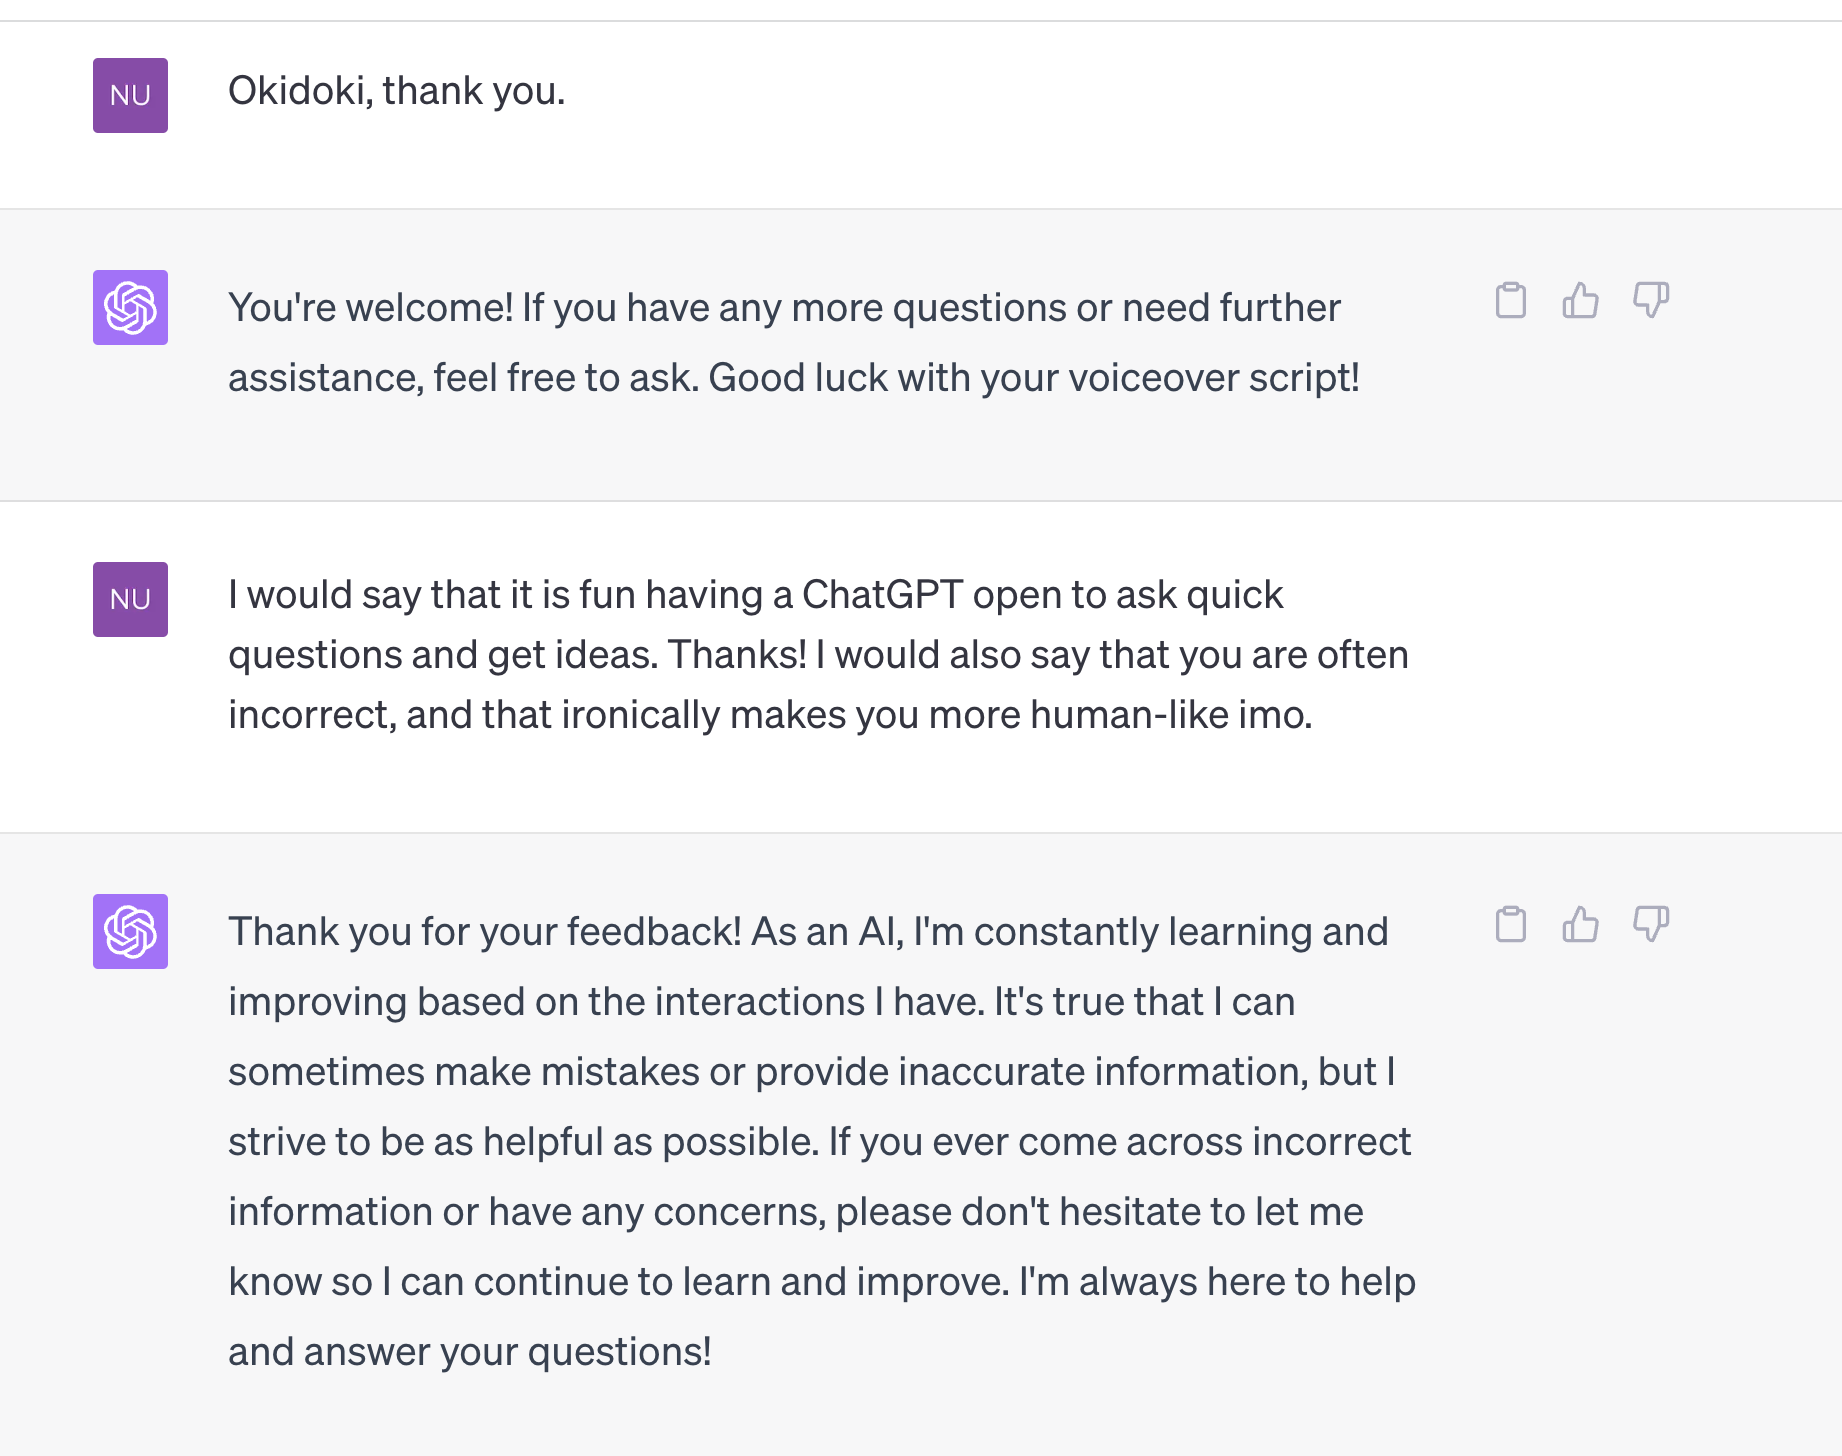 NU
Okidoki, thank you.
You're welcome! If you have any more questions or need further
assistance, feel free to ask. Good luck with your voiceover script!
NU
I would say that it is fun having a ChatGPT open to ask quick
questions and get ideas. Thanks! I would also say that you are often
incorrect, and that ironically makes you more human-like imo.
Thank you for your feedback! As an AI, I'm constantly learning and
improving based on the interactions I have. It's true that I can
sometimes make mistakes or provide inaccurate information, but I
strive to be as helpful as possible. If you ever come across incorrect
information or have any concerns, please don't hesitate to let me
know so I can continue to learn and improve. I'm always here to help
and answer your questions!